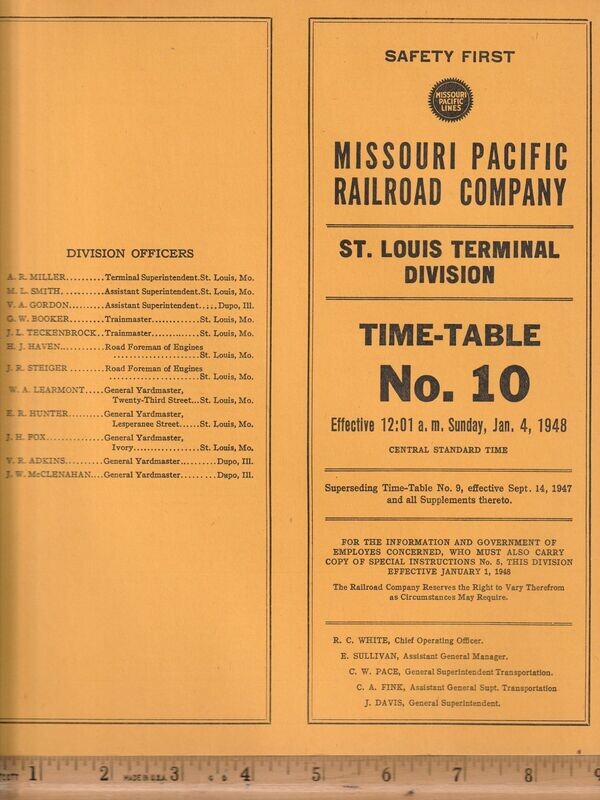 DIVISION OFFICERS
A. R. MILLER..........Terminal Superintendent.St. Louis, Mo.
M. L. SMITH...........Assistant Superintendent.St. Louis, Mo.
V. A. GORDON.........Assistant Superintendent.....Dupo, Ill.
G. W. BOOKER.........Trainmaster.............St. Louis, Mo.
J. L. TECKENBROCK..Trainmaster.............St. Louis, Mo.
H. J. HAVEN...........Road Foreman of Engines
......................St. Louis, Mo.
J. R. STEIGER ........Road Foreman of Engines
......................St. Louis, Mo.
W. A. LEARMONT.....General Yardmaster,
Twenty-Third Street...St. Louis, Mo.
E. R. HUNTER.........General Yardmaster,
Lesperanee Street......St. Louis, Mo.
J. H. FOX..............General Yardmaster,
Ivory.................St. Louis, Mo.
V. R. ADKINS.........General Yardmaster.........Dupo, Ill.
J. W. McCLENAHAN....General Yardmaster.........Dupo, Ill.
SAFETY FIRST
MISSOURI
PACIFIC
LINES
MISSOURI PACIFIC
RAILROAD COMPANY
ST. LOUIS TERMINAL
DIVISION
TIME-TABLE
No. 10
Effective 12:01 a. m. Sunday, Jan. 4, 1948
CENTRAL STANDARD TIME
Superseding Time-Table No. 9, effective Sept. 14, 1947
and all Supplements thereto.
FOR THE INFORMATION AND GOVERNMENT OF
EMPLOYES CONCERNED, WHO MUST ALSO CARRY
COPY OF SPECIAL INSTRUCTIONS No. 5, THIS DIVISION
EFFECTIVE JANUARY 1, 1948
The Railroad Company Reserves the Right to Vary Therefrom
as Circumstances May Require.
R. C. WHITE, Chief Operating Officer.
E. SULLIVAN, Assistant General Manager.
C. W. PACE, General Superintendent Transportation.
C. A. FINK, Assistant General Supt. Transportation
J. DAVIS, General Superintendent.
1 2 MADE IN U.S.A. 3 4 5 6 7 8 9